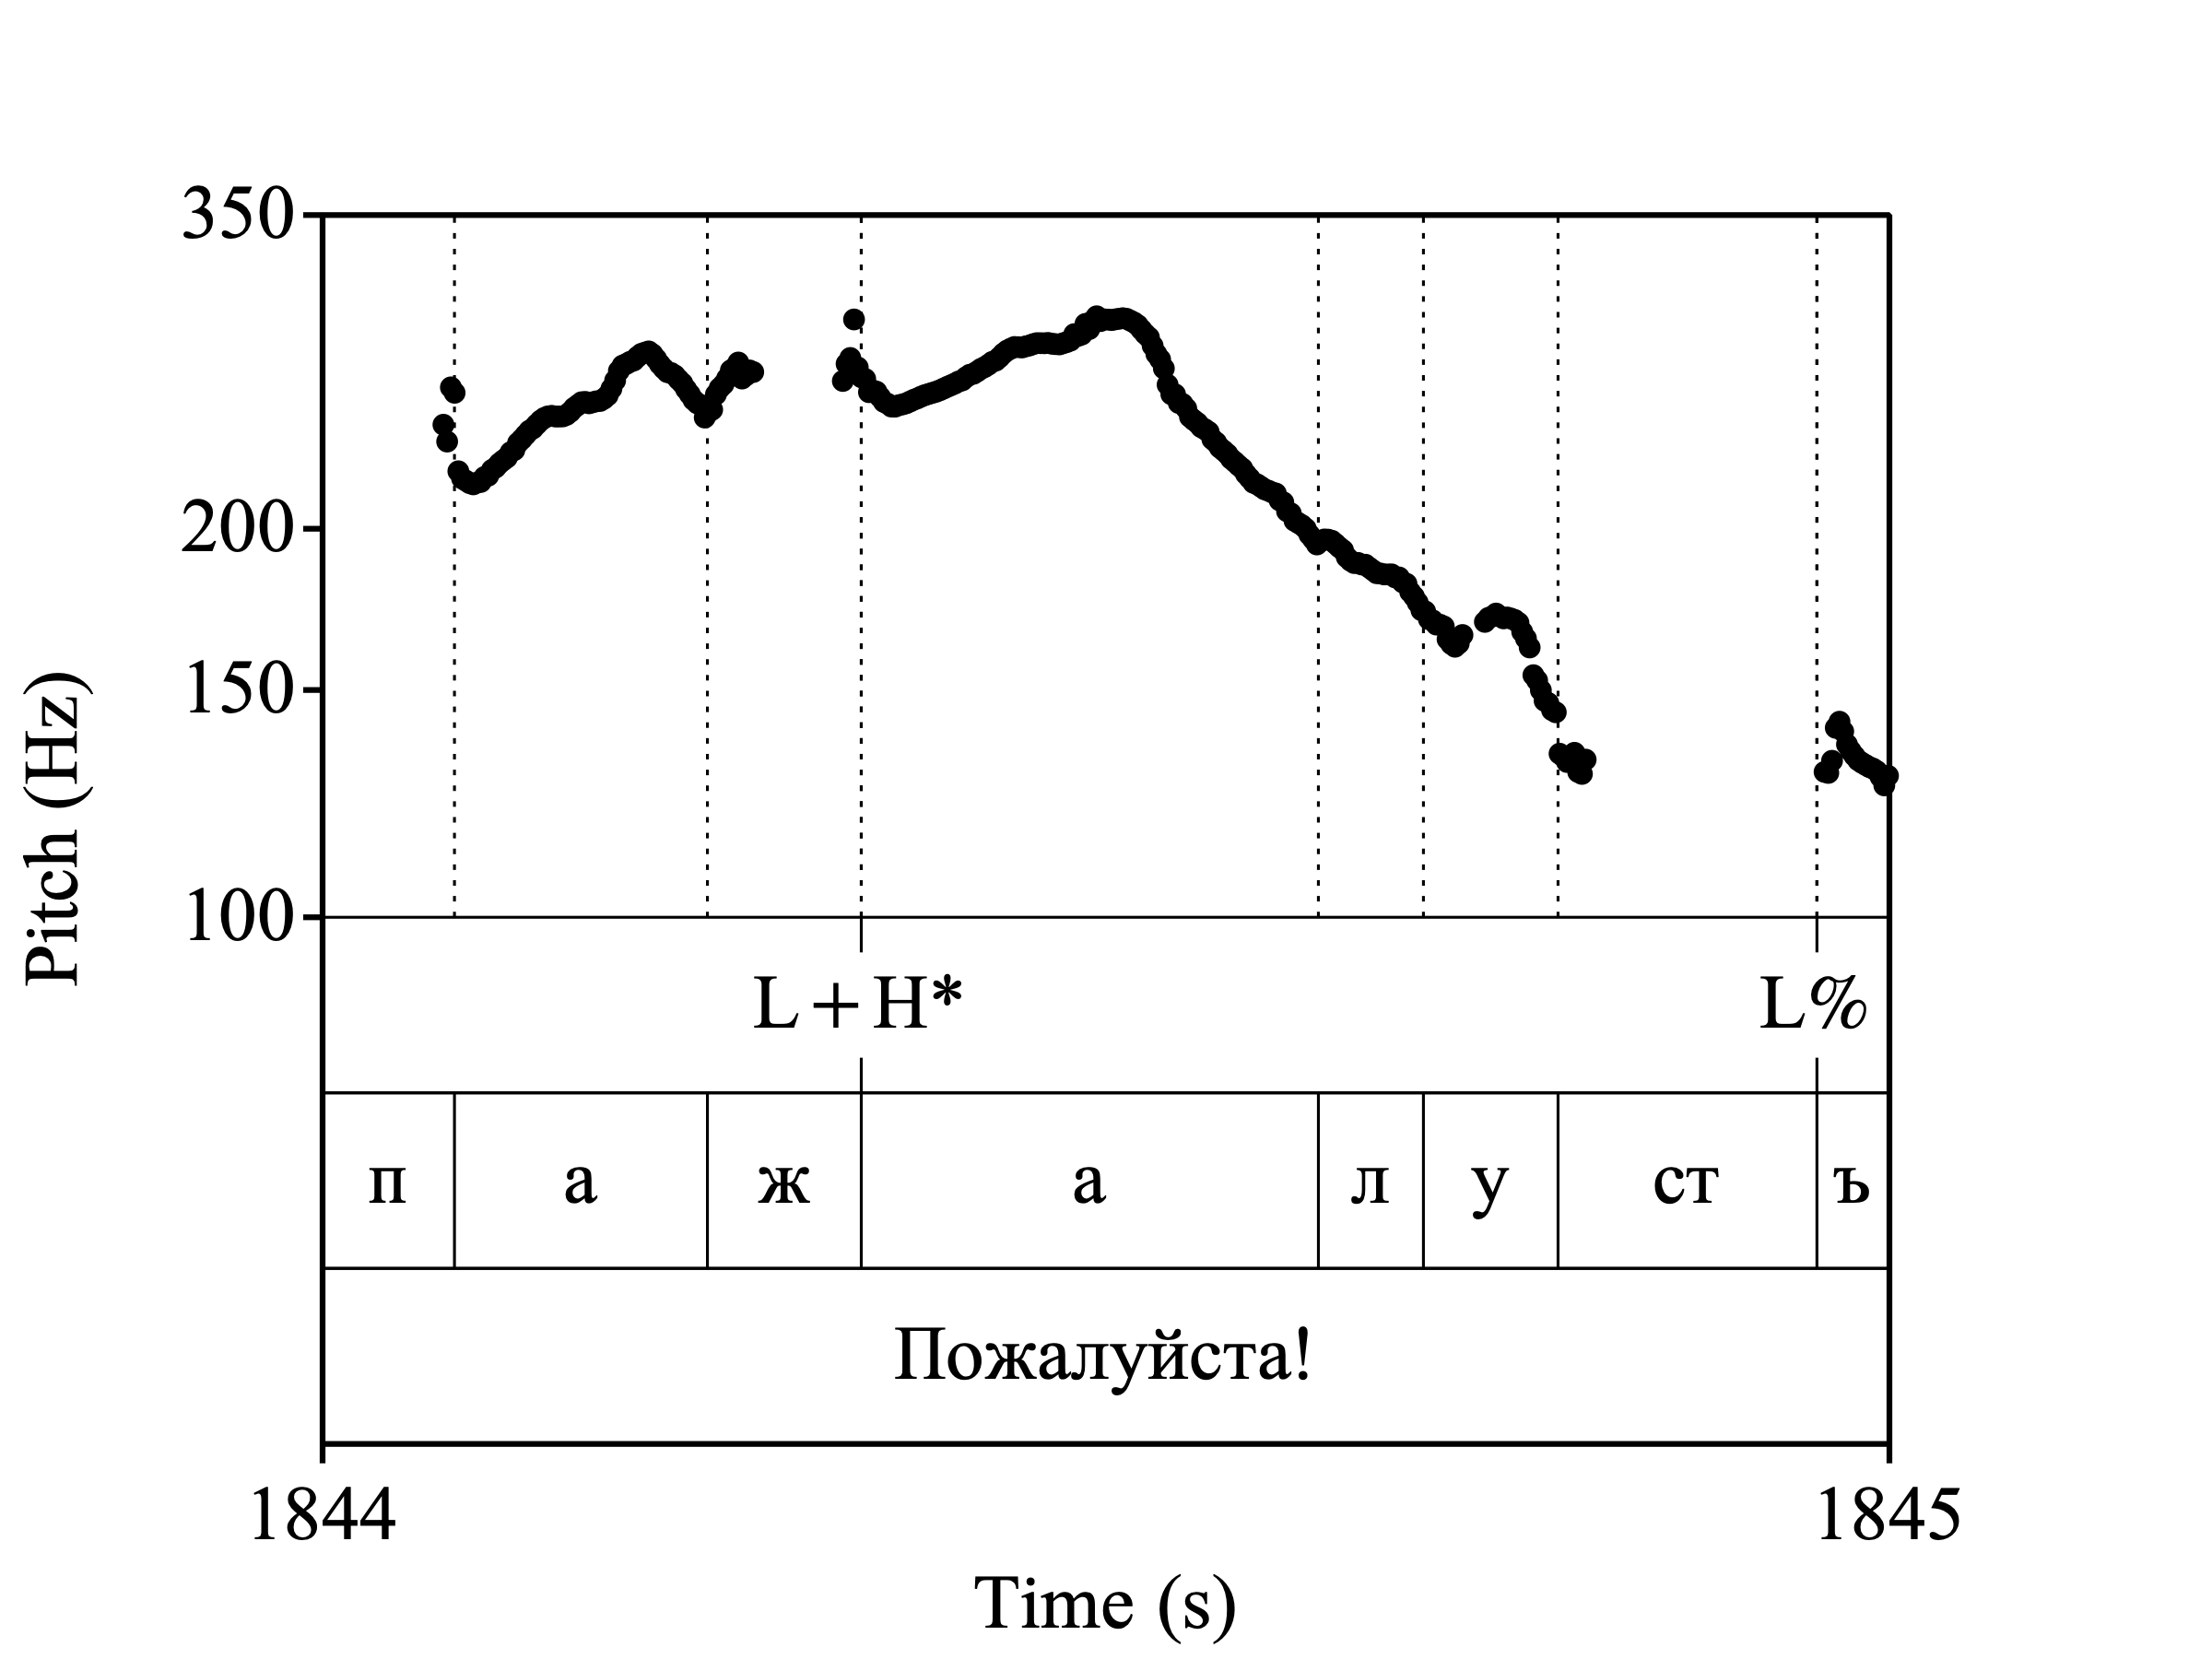 350
200
150
100
Pitch (Hz)
L+H* L%
п а ж а л у ст ъ
Пожалуйста!
1844 1845
Time (s)